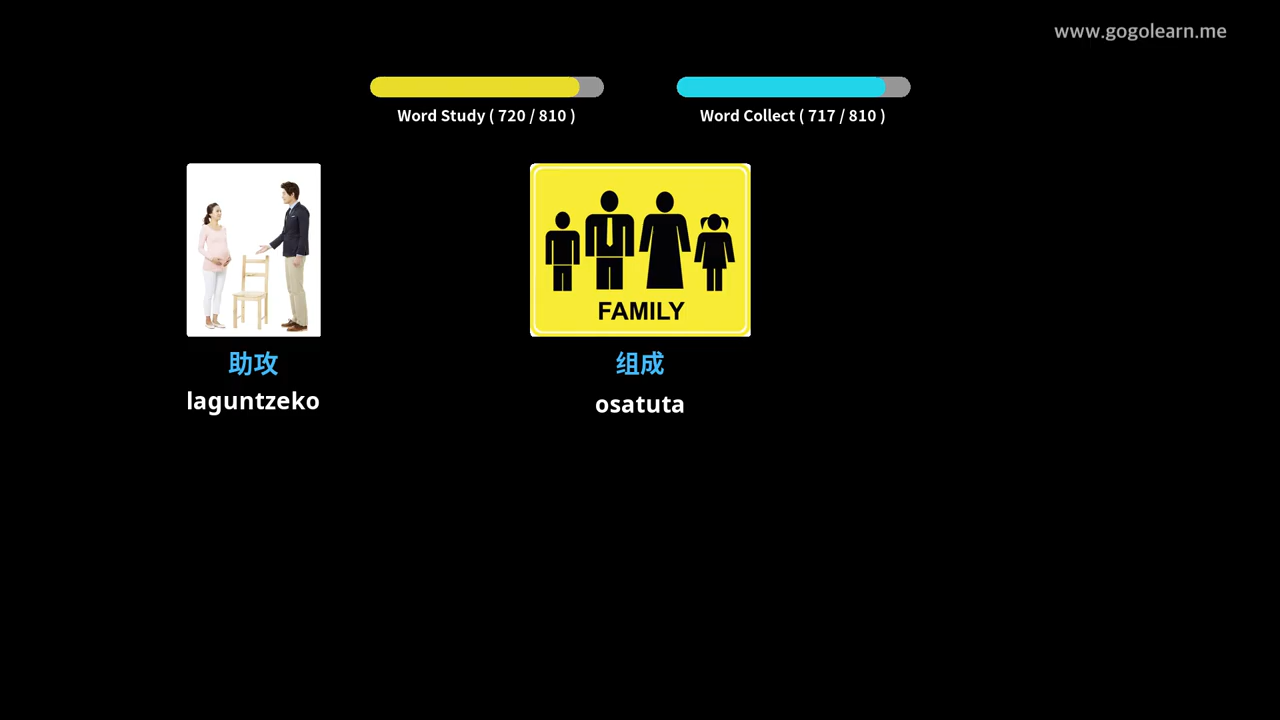 www.gogolearn.me
Word Study ( 720 / 810 )
Word Collect ( 717 / 810 )
FAMILY
助攻
组成
laguntzeko
osatuta